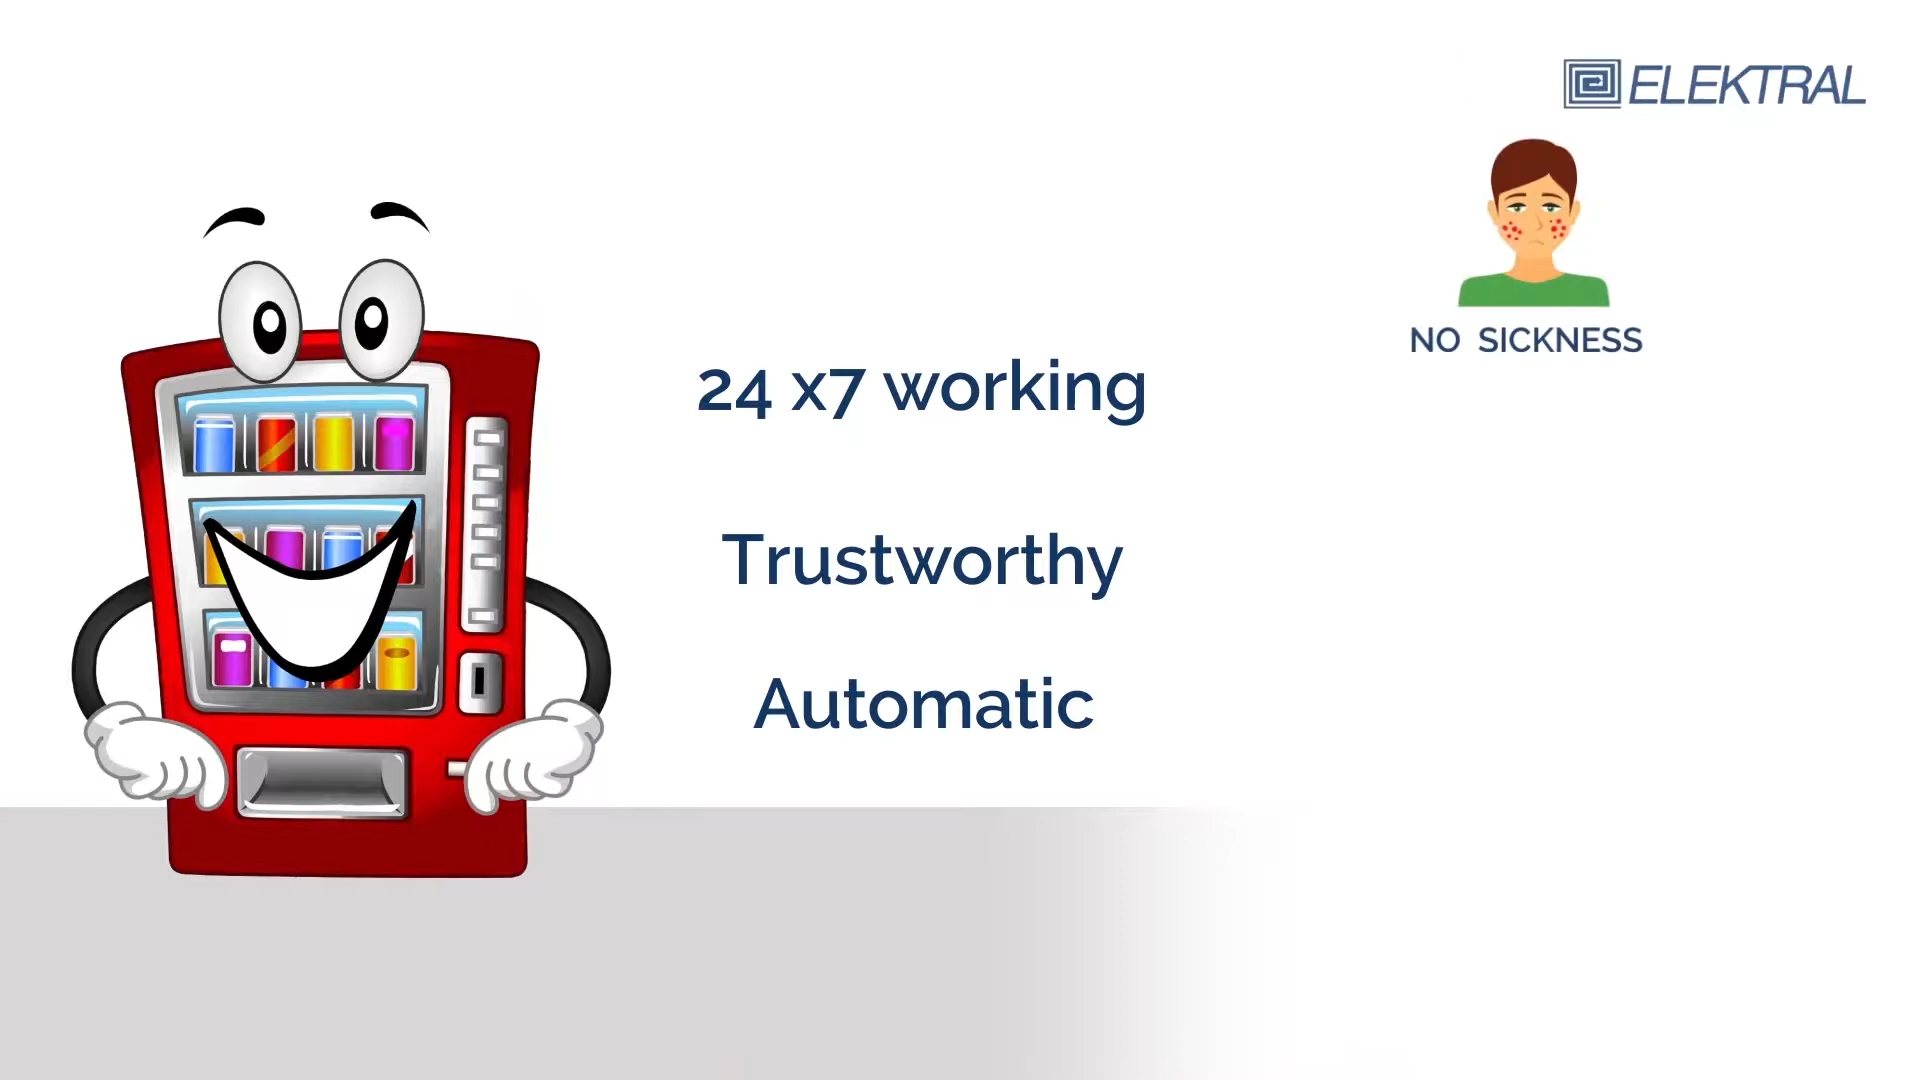 ELEKTRAL
NO SICKNESS
24 x7 working
Trustworthy
Automatic